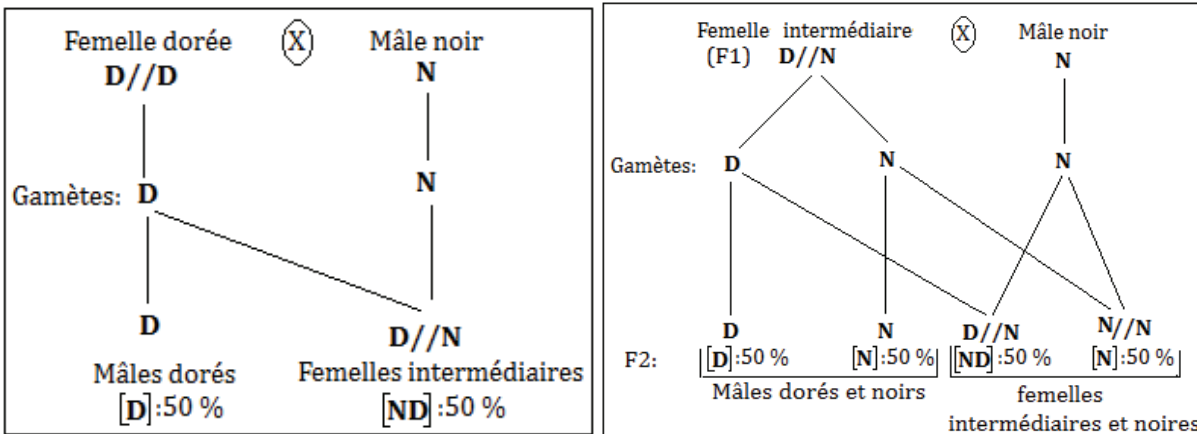 Femelle dorée X Mâle noir
D//D N
Gamètes: D N
D D//N
Mâles dorés Femelles intermédiaires
[D]:50 % [ND]:50 %
Femelle intermédiaire X Mâle noir
(F1) D//N N
Gamètes: D N N
D N D//N N//N
F2: [D]:50 % [N]:50 % [ND]:50 % [N]:50 %
Mâles dorés et noirs femelles
intermédiaires et noires